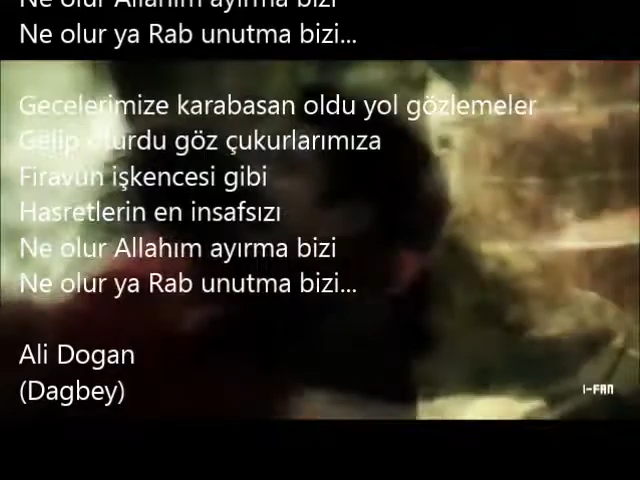 Ne olur Allahım ayırma bizi
Ne olur ya Rab unutma bizi...
Gecelerimize karabasan oldu yol gözlemeler
Gelip oturdu göz çukurlarımıza
Firavun işkencesi gibi
Hasretlerin en insafsızı
Ne olur Allahım ayırma bizi
Ne olur ya Rab unutma bizi...
Ali Dogan
(Dagbey)
i-FAN